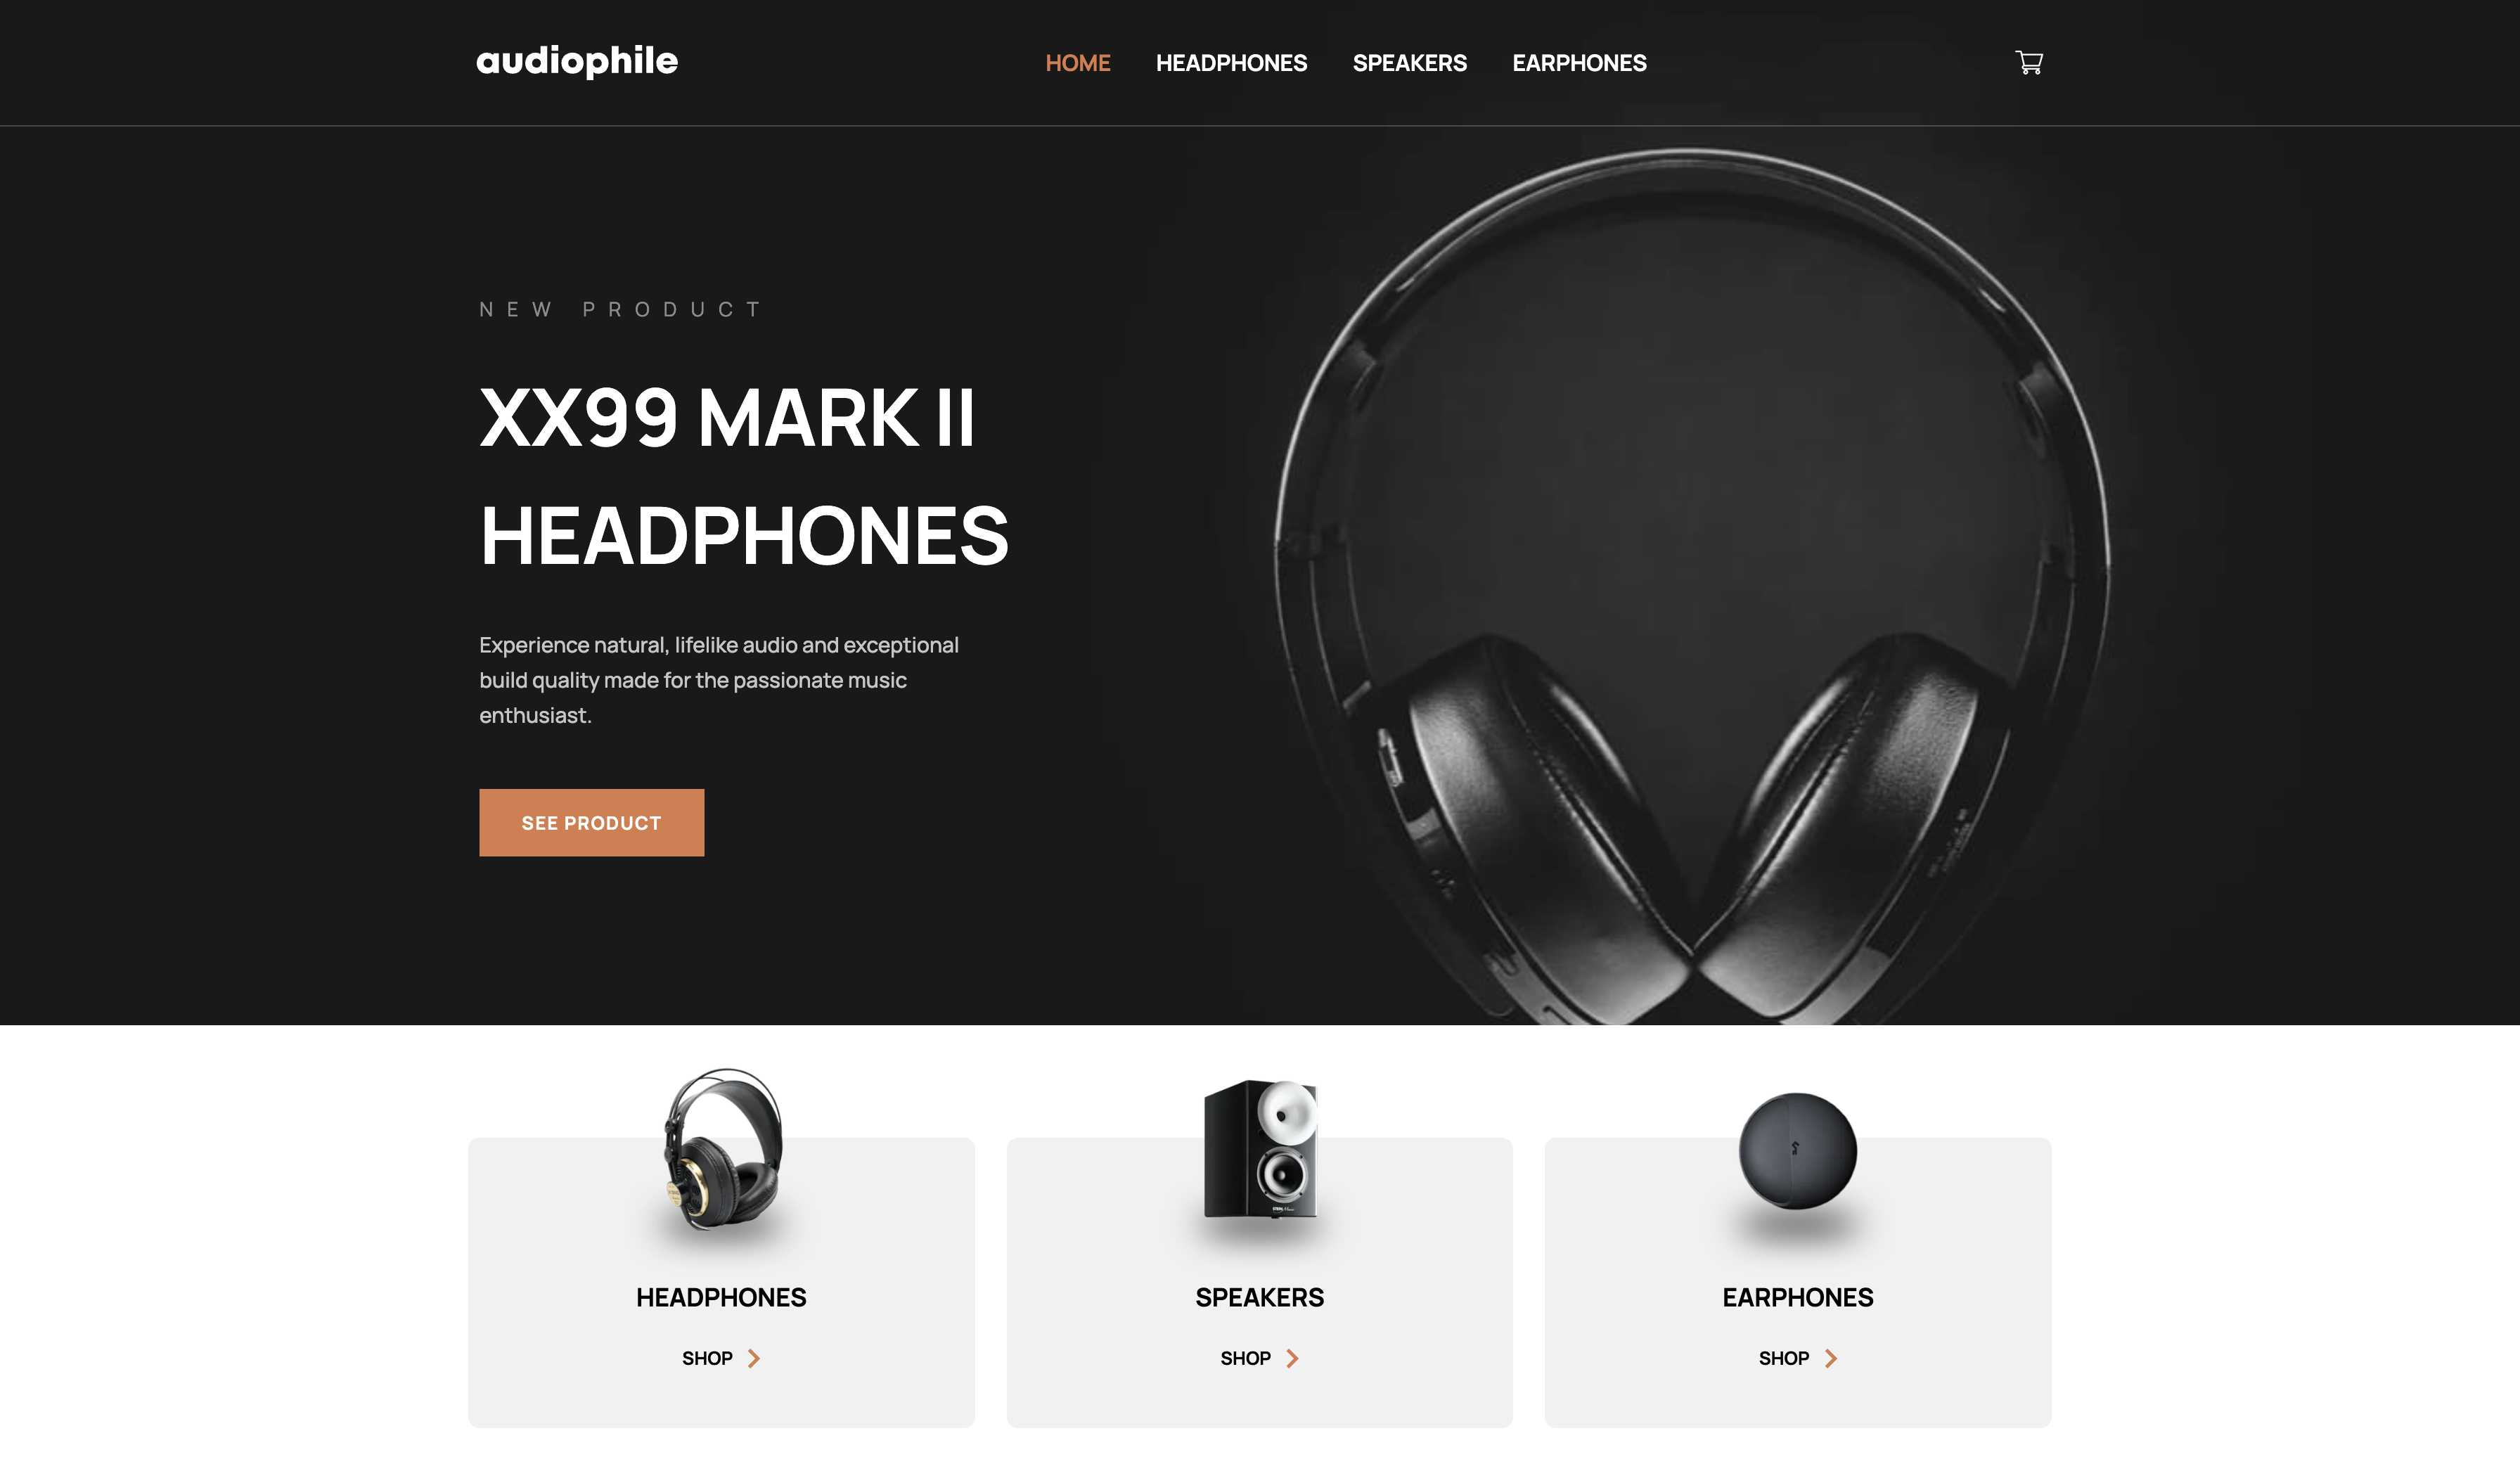 audiophile
HOME HEADPHONES SPEAKERS EARPHONES
NEW PRODUCT
XX99 MARK II
HEADPHONES
Experience natural, lifelike audio and exceptional
build quality made for the passionate music
enthusiast.
SEE PRODUCT
HEADPHONES
SPEAKERS
EARPHONES
SHOP
SHOP
SHOP